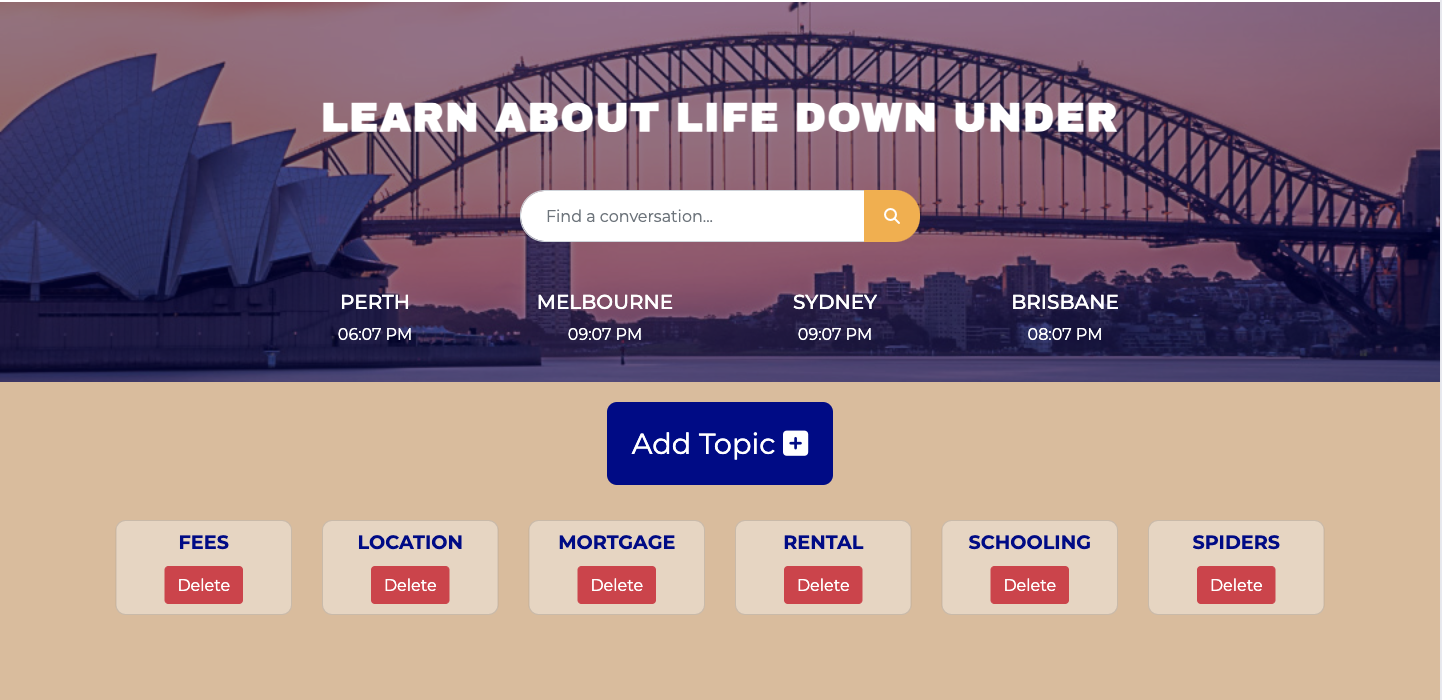 LEARN ABOUT LIFE DOWN UNDER
Find a conversation...
PERTH MELBOURNE SYDNEY BRISBANE
06:07 PM 09:07 PM 09:07 PM 08:07 PM
Add Topic
FEES LOCATION MORTGAGE RENTAL SCHOOLING SPIDERS
Delete Delete Delete Delete Delete Delete